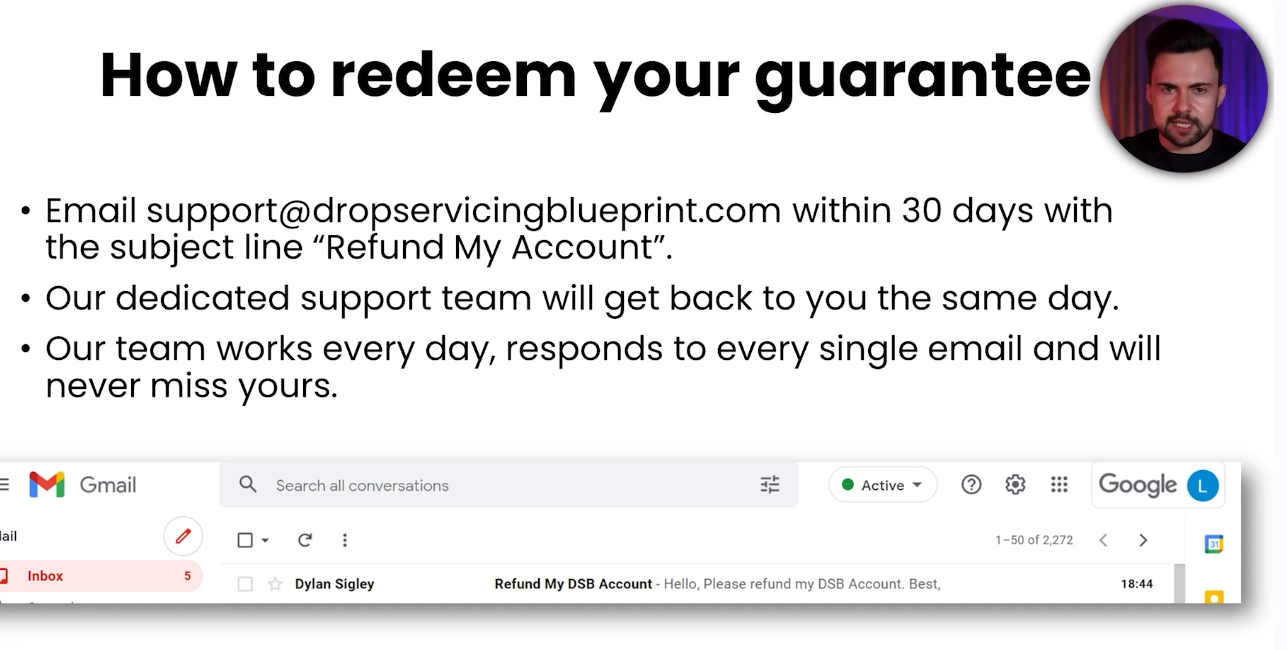 How to redeem your guarantee
• Email support@dropservicingblueprint.com within 30 days with
the subject line “Refund My Account”.
• Our dedicated support team will get back to you the same day.
• Our team works every day, responds to every single email and will
never miss yours.
Gmail
Search all conversations
Active
Google
L
ail
1–50 of 2,272
31
Inbox
5
Dylan Sigley
Refund My DSB Account - Hello, Please refund my DSB Account. Best,
18:44